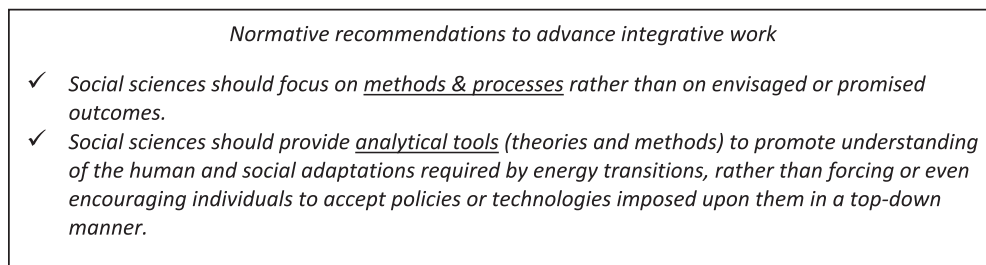 Normative recommendations to advance integrative work
✓ Social sciences should focus on methods & processes rather than on envisaged or promised
outcomes.
✓ Social sciences should provide analytical tools (theories and methods) to promote understanding
of the human and social adaptations required by energy transitions, rather than forcing or even
encouraging individuals to accept policies or technologies imposed upon them in a top-down
manner.